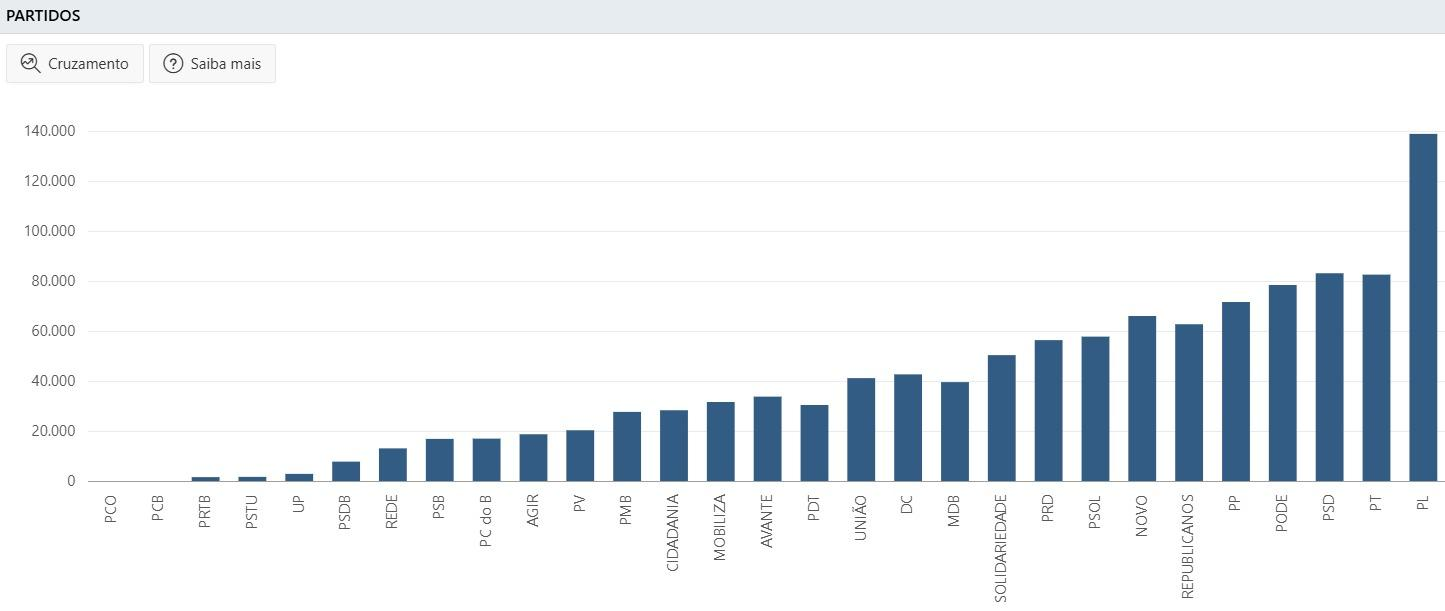 PARTIDOS
Cruzamento
Saiba mais
140.000
120.000
100.000
80.000
60.000
40.000
20.000
0
PCO
PCB
PRTB
PSTU
UP
PSDB
REDE
PSB
PC do B
AGIR
PV
PMB
CIDADANIA
MOBILIZA
AVANTE
PDT
UNIÃO
DC
MDB
SOLIDARIEDADE
PRD
PSOL
NOVO
REPUBLICANOS
PP
PODE
PSD
PT
PL